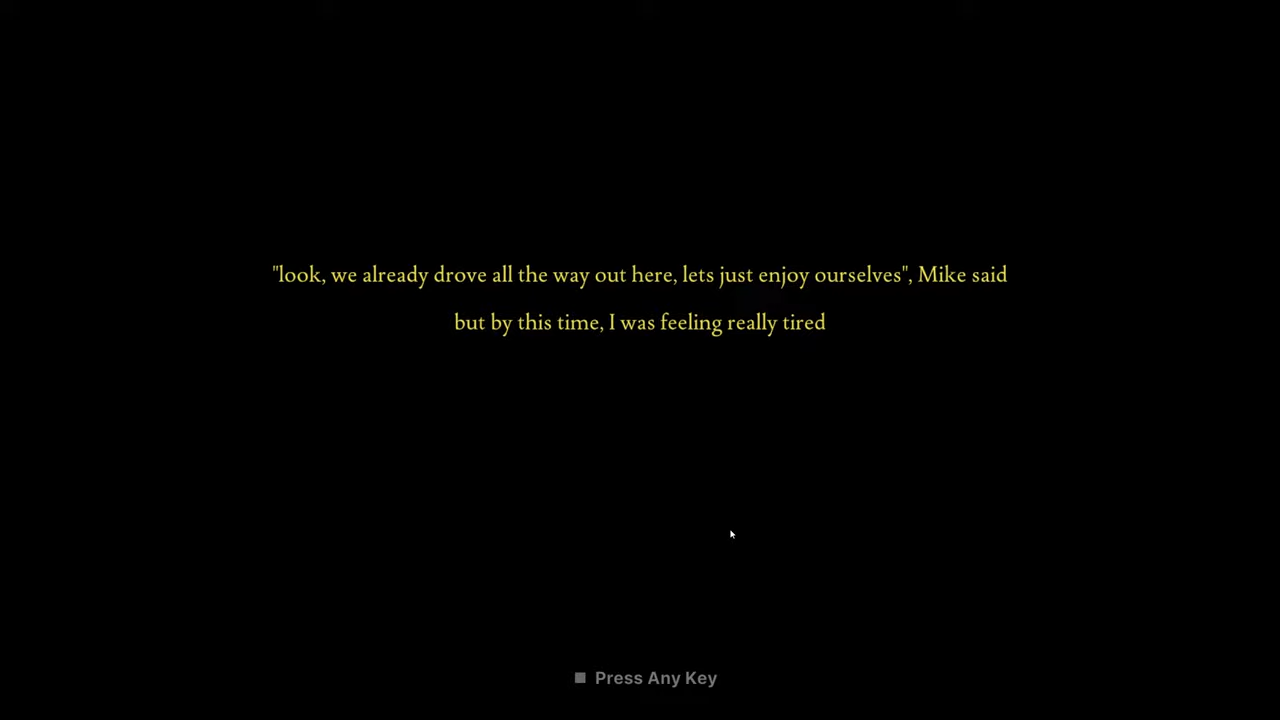 "look, we already drove all the way out here, lets just enjoy ourselves", Mike said
but by this time, I was feeling really tired
Press Any Key